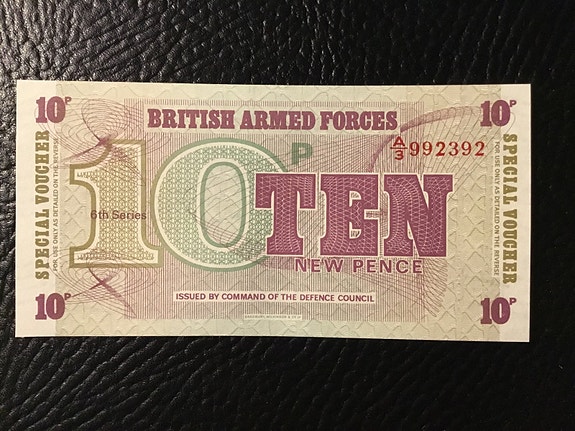 10P
BRITISH ARMED FORCES
10P
A/3 992392
SPECIAL VOUCHER
FOR USE ONLY AS DETAILED ON THE REVERSE
10P
6th Series
TEN
NEW PENCE
SPECIAL VOUCHER
FOR USE ONLY AS DETAILED ON THE REVERSE
ISSUED BY COMMAND OF THE DEFENCE COUNCIL
10P
10P